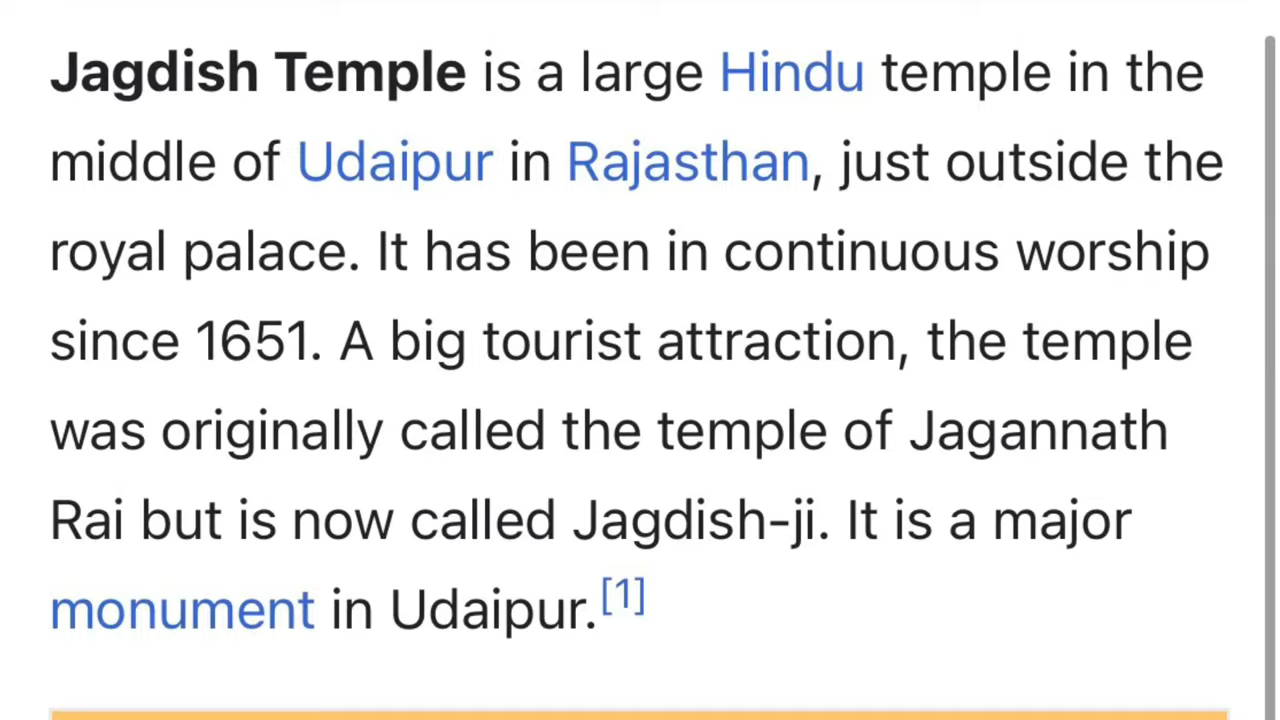 Jagdish Temple is a large Hindu temple in the
middle of Udaipur in Rajasthan, just outside the
royal palace. It has been in continuous worship
since 1651. A big tourist attraction, the temple
was originally called the temple of Jagannath
Rai but is now called Jagdish-ji. It is a major
monument in Udaipur.[1]